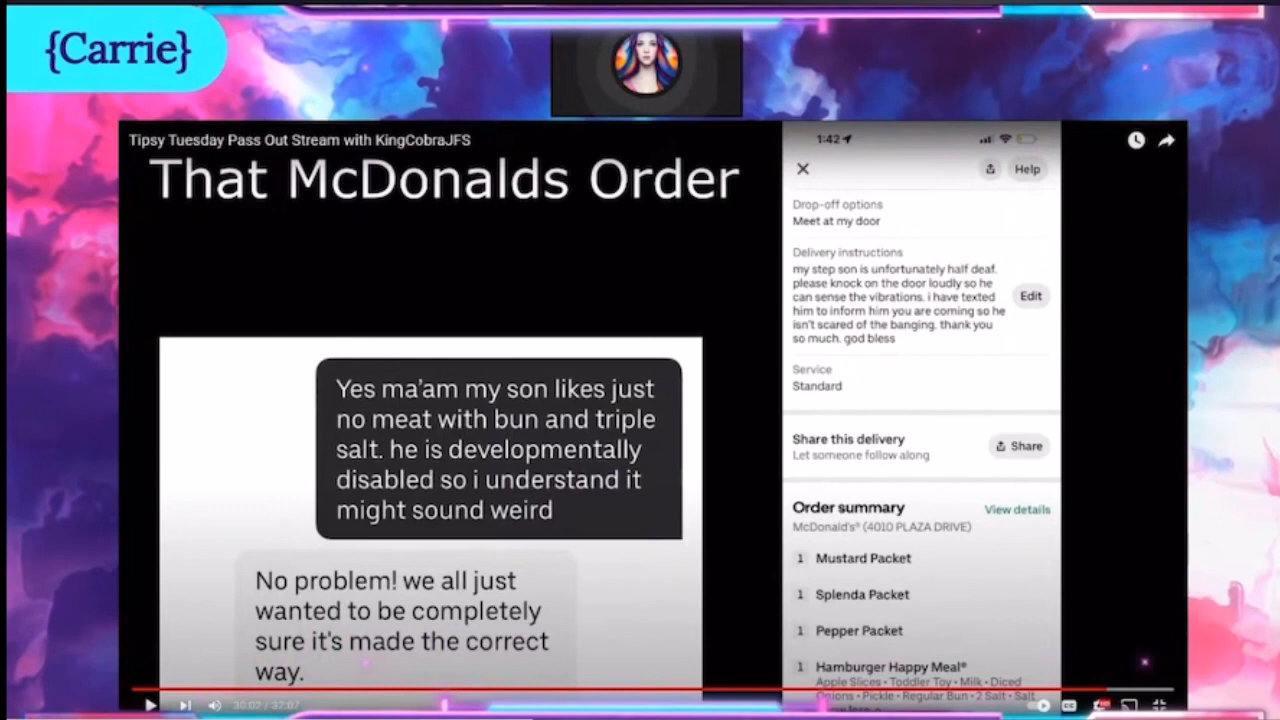 {Carrie}
Tipsy Tuesday Pass Out Stream with KingCobraJFS
That McDonalds Order
Yes ma'am my son likes just
no meat with bun and triple
salt. he is developmentally
disabled so i understand it
might sound weird
No problem! we all just
wanted to be completely
sure it's made the correct
way.
1:42
Help
Drop-off options
Meet at my door
Delivery instructions
my step son is unfortunately half deaf.
please knock on the door loudly so he
can sense the vibrations. i have texted
him to inform him you are coming so he
isn't scared of the banging. thank you
so much. god bless
Edit
Service
Standard
Share this delivery
Let someone follow along
Share
Order summary
View details
McDonald's® (4010 PLAZA DRIVE)
1 Mustard Packet
1 Splenda Packet
1 Pepper Packet
1 Hamburger Happy Meal®
Apple Slices • Toddler Toy • Milk • Diced
Onions • Pickle • Regular Bun • 2 Salt • Salt
30:02 / 32:07